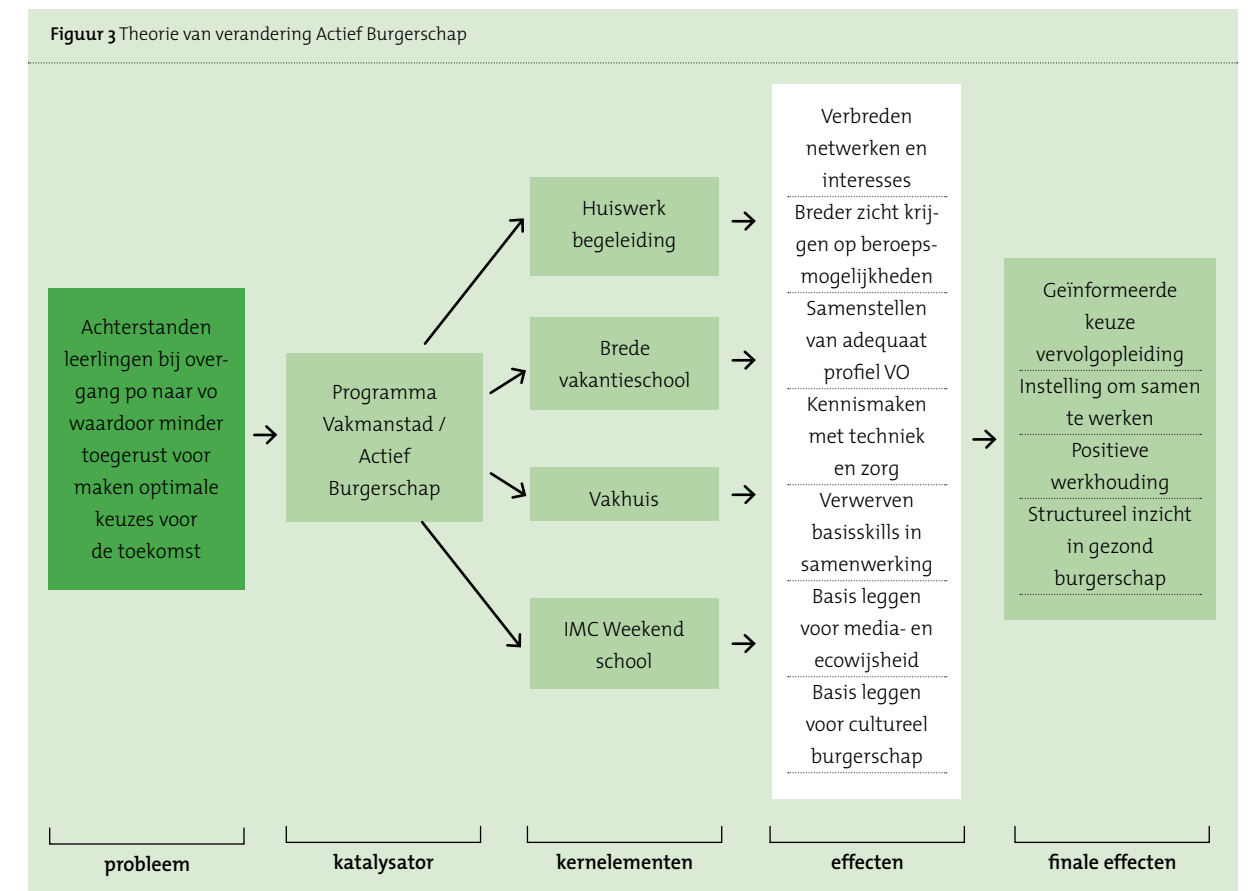 Figuur 3 Theorie van verandering Actief Burgerschap
Achterstanden
leerlingen bij over-
gang po naar vo
waardoor minder
toegerust voor
maken optimale
keuzes voor
de toekomst
Programma
Vakmanstad /
Actief
Burgerschap
Huiswerk
begeleiding
Brede
vakantieschool
Vakhuis
IMC Weekend
school
Verbreden
netwerken en
interesses
Breder zicht krij-
gen op beroeps-
mogelijkheden
Samenstellen
van adequaat
profiel VO
Kennismaken
met techniek
en zorg
Verwerven
basisskills in
samenwerking
Basis leggen
voor media- en
ecowijsheid
Basis leggen
voor cultureel
burgerschap
Geïnformeerde
keuze
vervolgopleiding
Instelling om samen
te werken
Positieve
werkhouding
Structureel inzicht
in gezond
burgerschap
probleem
katalysator
kernelementen
effecten
finale effecten